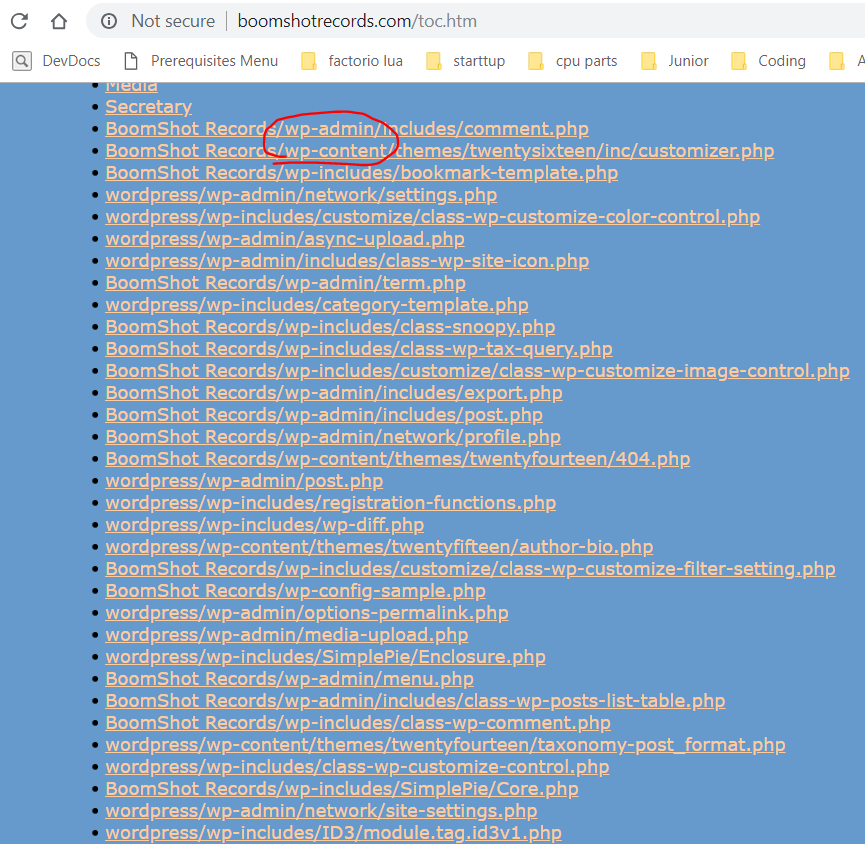 Not secure | boomshotrecords.com/toc.htm
DevDocs Prerequisites Menu factorio lua starttup cpu parts Junior Coding A
Media
Secretary
BoomShot Records/wp-admin/includes/comment.php
BoomShot Records/wp-content/themes/twentysixteen/inc/customizer.php
BoomShot Records/wp-includes/bookmark-template.php
wordpress/wp-admin/network/settings.php
wordpress/wp-includes/customize/class-wp-customize-color-control.php
wordpress/wp-admin/async-upload.php
wordpress/wp-admin/includes/class-wp-site-icon.php
BoomShot Records/wp-admin/term.php
wordpress/wp-includes/category-template.php
BoomShot Records/wp-includes/class-snoopy.php
BoomShot Records/wp-includes/class-wp-tax-query.php
BoomShot Records/wp-includes/customize/class-wp-customize-image-control.php
BoomShot Records/wp-admin/includes/export.php
BoomShot Records/wp-admin/includes/post.php
BoomShot Records/wp-admin/network/profile.php
BoomShot Records/wp-content/themes/twentyfourteen/404.php
wordpress/wp-admin/post.php
wordpress/wp-includes/registration-functions.php
wordpress/wp-includes/wp-diff.php
wordpress/wp-content/themes/twentyfifteen/author-bio.php
BoomShot Records/wp-includes/customize/class-wp-customize-filter-setting.php
BoomShot Records/wp-config-sample.php
wordpress/wp-admin/options-permalink.php
wordpress/wp-admin/media-upload.php
wordpress/wp-includes/SimplePie/Enclosure.php
BoomShot Records/wp-admin/menu.php
BoomShot Records/wp-admin/includes/class-wp-posts-list-table.php
BoomShot Records/wp-includes/class-wp-comment.php
wordpress/wp-content/themes/twentyfourteen/taxonomy-post_format.php
wordpress/wp-includes/class-wp-customize-control.php
BoomShot Records/wp-includes/SimplePie/Core.php
wordpress/wp-admin/network/site-settings.php
wordpress/wp-includes/ID3/module.tag.id3v1.php